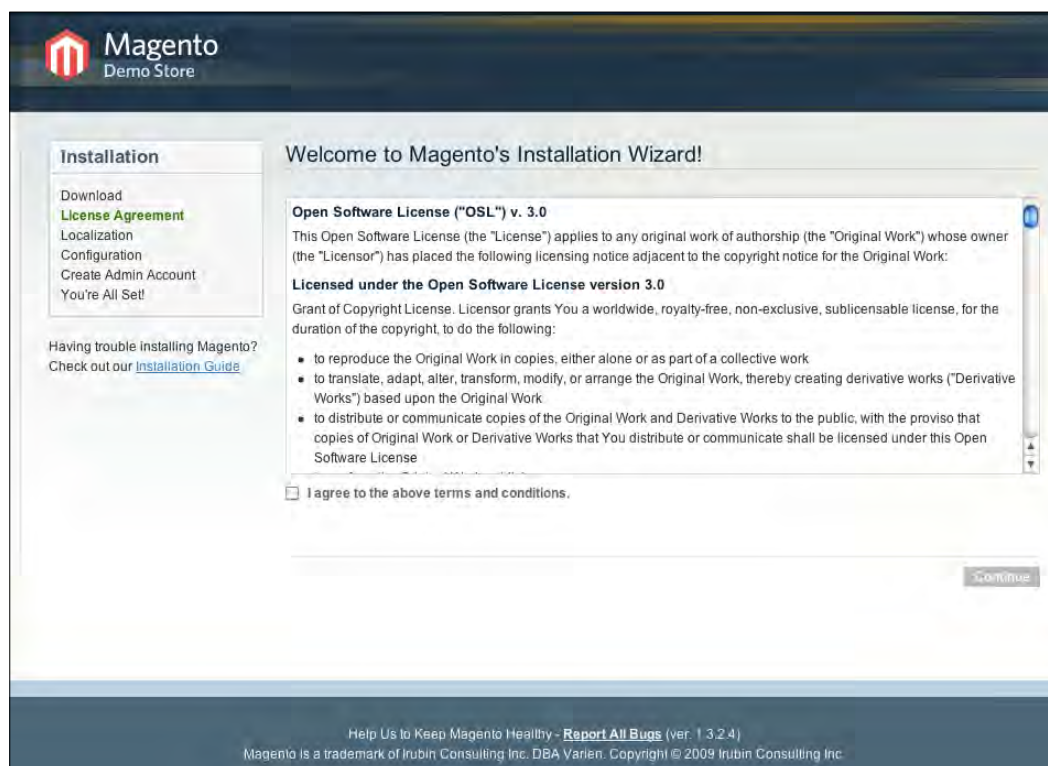 Magento
Demo Store
Installation
Download
License Agreement
Localization
Configuration
Create Admin Account
You're All Set!
Having trouble installing Magento?
Check out our Installation Guide
Welcome to Magento's Installation Wizard!
Open Software License ("OSL") v. 3.0
This Open Software License (the "License") applies to any original work of authorship (the "Original Work") whose owner
(the "Licensor") has placed the following licensing notice adjacent to the copyright notice for the Original Work:
Licensed under the Open Software License version 3.0
Grant of Copyright License. Licensor grants You a worldwide, royalty-free, non-exclusive, sublicensable license, for the
duration of the copyright, to do the following:
• to reproduce the Original Work in copies, either alone or as part of a collective work
• to translate, adapt, alter, transform, modify, or arrange the Original Work, thereby creating derivative works ("Derivative
Works") based upon the Original Work
• to distribute or communicate copies of the Original Work and Derivative Works to the public, with the proviso that
copies of Original Work or Derivative Works that You distribute or communicate shall be licensed under this Open
Software License
I agree to the above terms and conditions.
Continue
Help Us to Keep Magento Healthy - Report All Bugs (ver. 1.3.2.4)
Magento is a trademark of Irubin Consulting Inc. DBA Varien. Copyright © 2009 Irubin Consulting Inc.